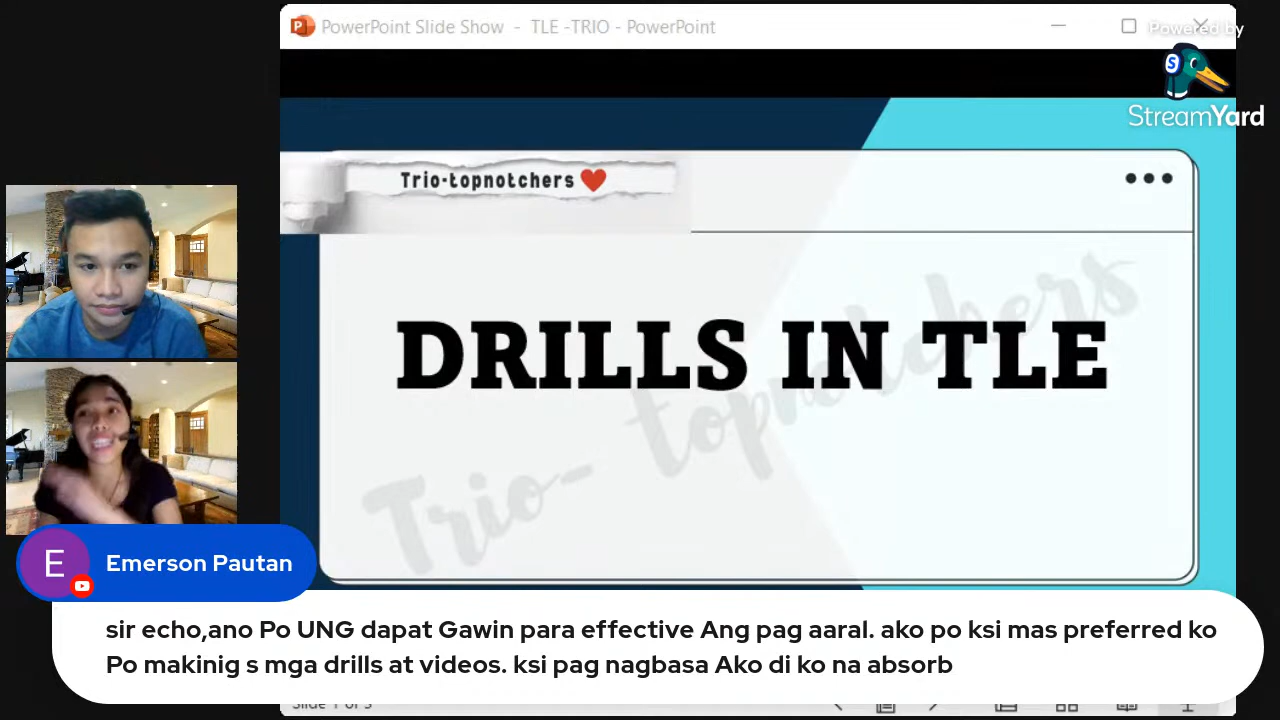 PowerPoint Slide Show - TLE -TRIO - PowerPoint
Powered by
S
StreamYard
Trio-topnotchers
DRILLS IN TLE
Trio- topnotchers
E
Emerson Pautan
sir echo,ano Po UNG dapat Gawin para effective Ang pag aaral. ako po ksi mas preferred ko
Po makinig s mga drills at videos. ksi pag nagbasa Ako di ko na absorb